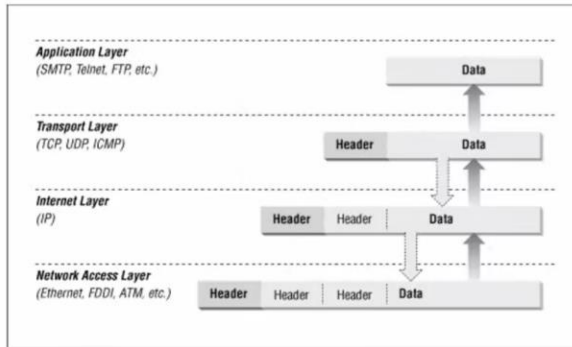 Application Layer
(SMTP, Telnet, FTP, etc.)
Data
Transport Layer
(TCP, UDP, ICMP)
Header Data
Internet Layer
(IP)
Header Header Data
Network Access Layer
(Ethernet, FDDI, ATM, etc.)
Header Header Header Data